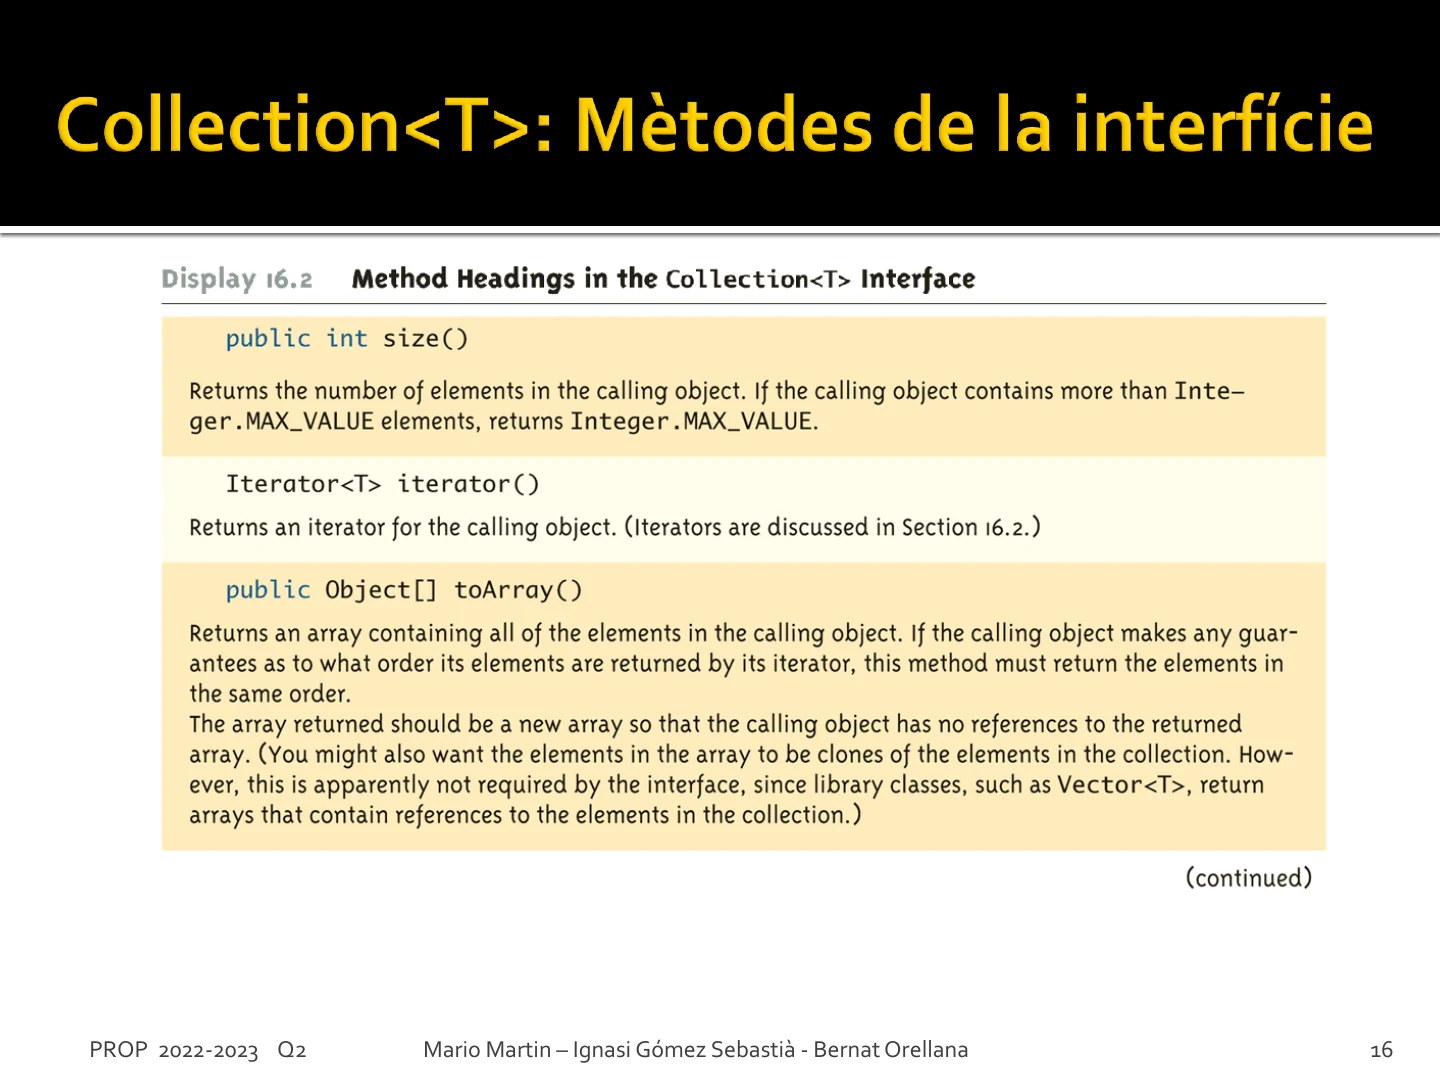 Collection<T>: Mètodes de la interfície
Display 16.2 Method Headings in the Collection<T> Interface
public int size()
Returns the number of elements in the calling object. If the calling object contains more than Inte–
ger.MAX_VALUE elements, returns Integer.MAX_VALUE.
Iterator<T> iterator()
Returns an iterator for the calling object. (Iterators are discussed in Section 16.2.)
public Object[] toArray()
Returns an array containing all of the elements in the calling object. If the calling object makes any guar-
antees as to what order its elements are returned by its iterator, this method must return the elements in
the same order.
The array returned should be a new array so that the calling object has no references to the returned
array. (You might also want the elements in the array to be clones of the elements in the collection. How-
ever, this is apparently not required by the interface, since library classes, such as Vector<T>, return
arrays that contain references to the elements in the collection.)
(continued)
PROP 2022-2023 Q2 Mario Martin – Ignasi Gómez Sebastià - Bernat Orellana 16